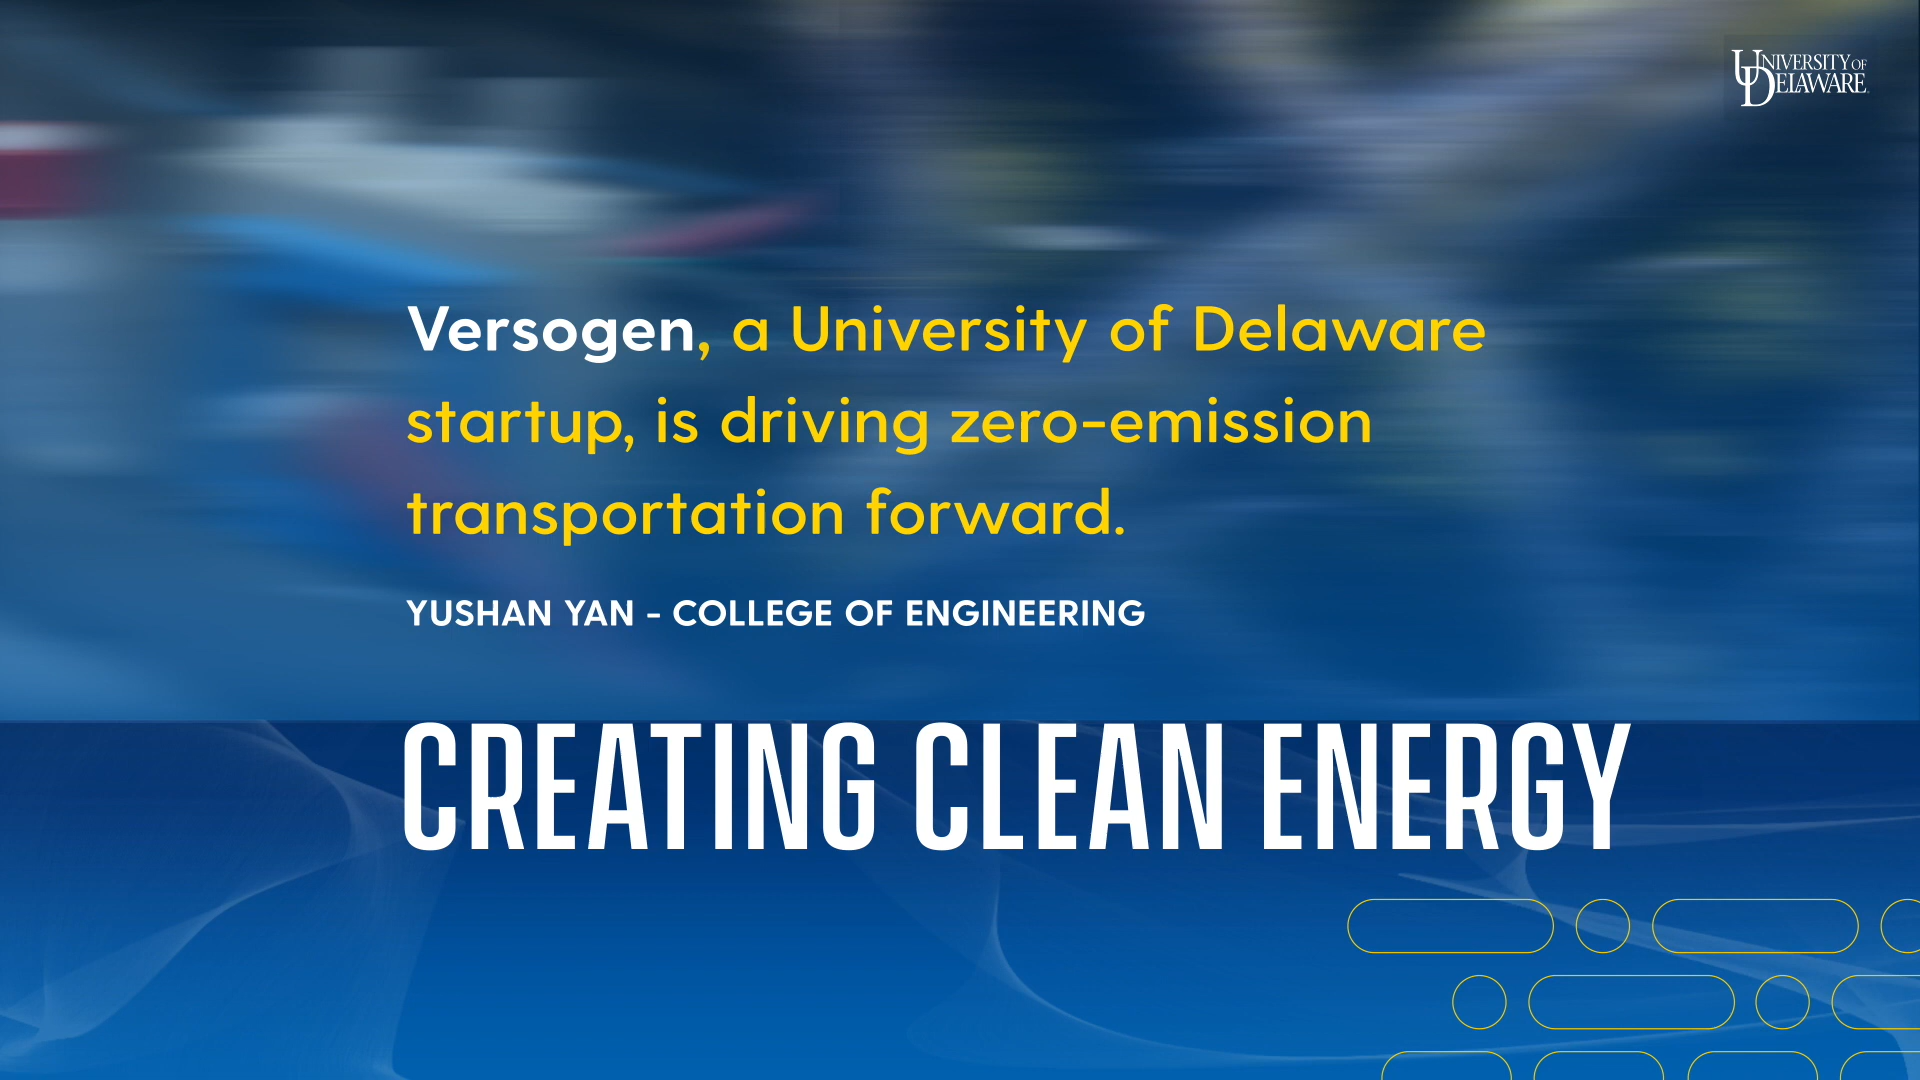 UNIVERSITY OF
DELAWARE
Versogen, a University of Delaware
startup, is driving zero-emission
transportation forward.
YUSHAN YAN - COLLEGE OF ENGINEERING
CREATING CLEAN ENERGY